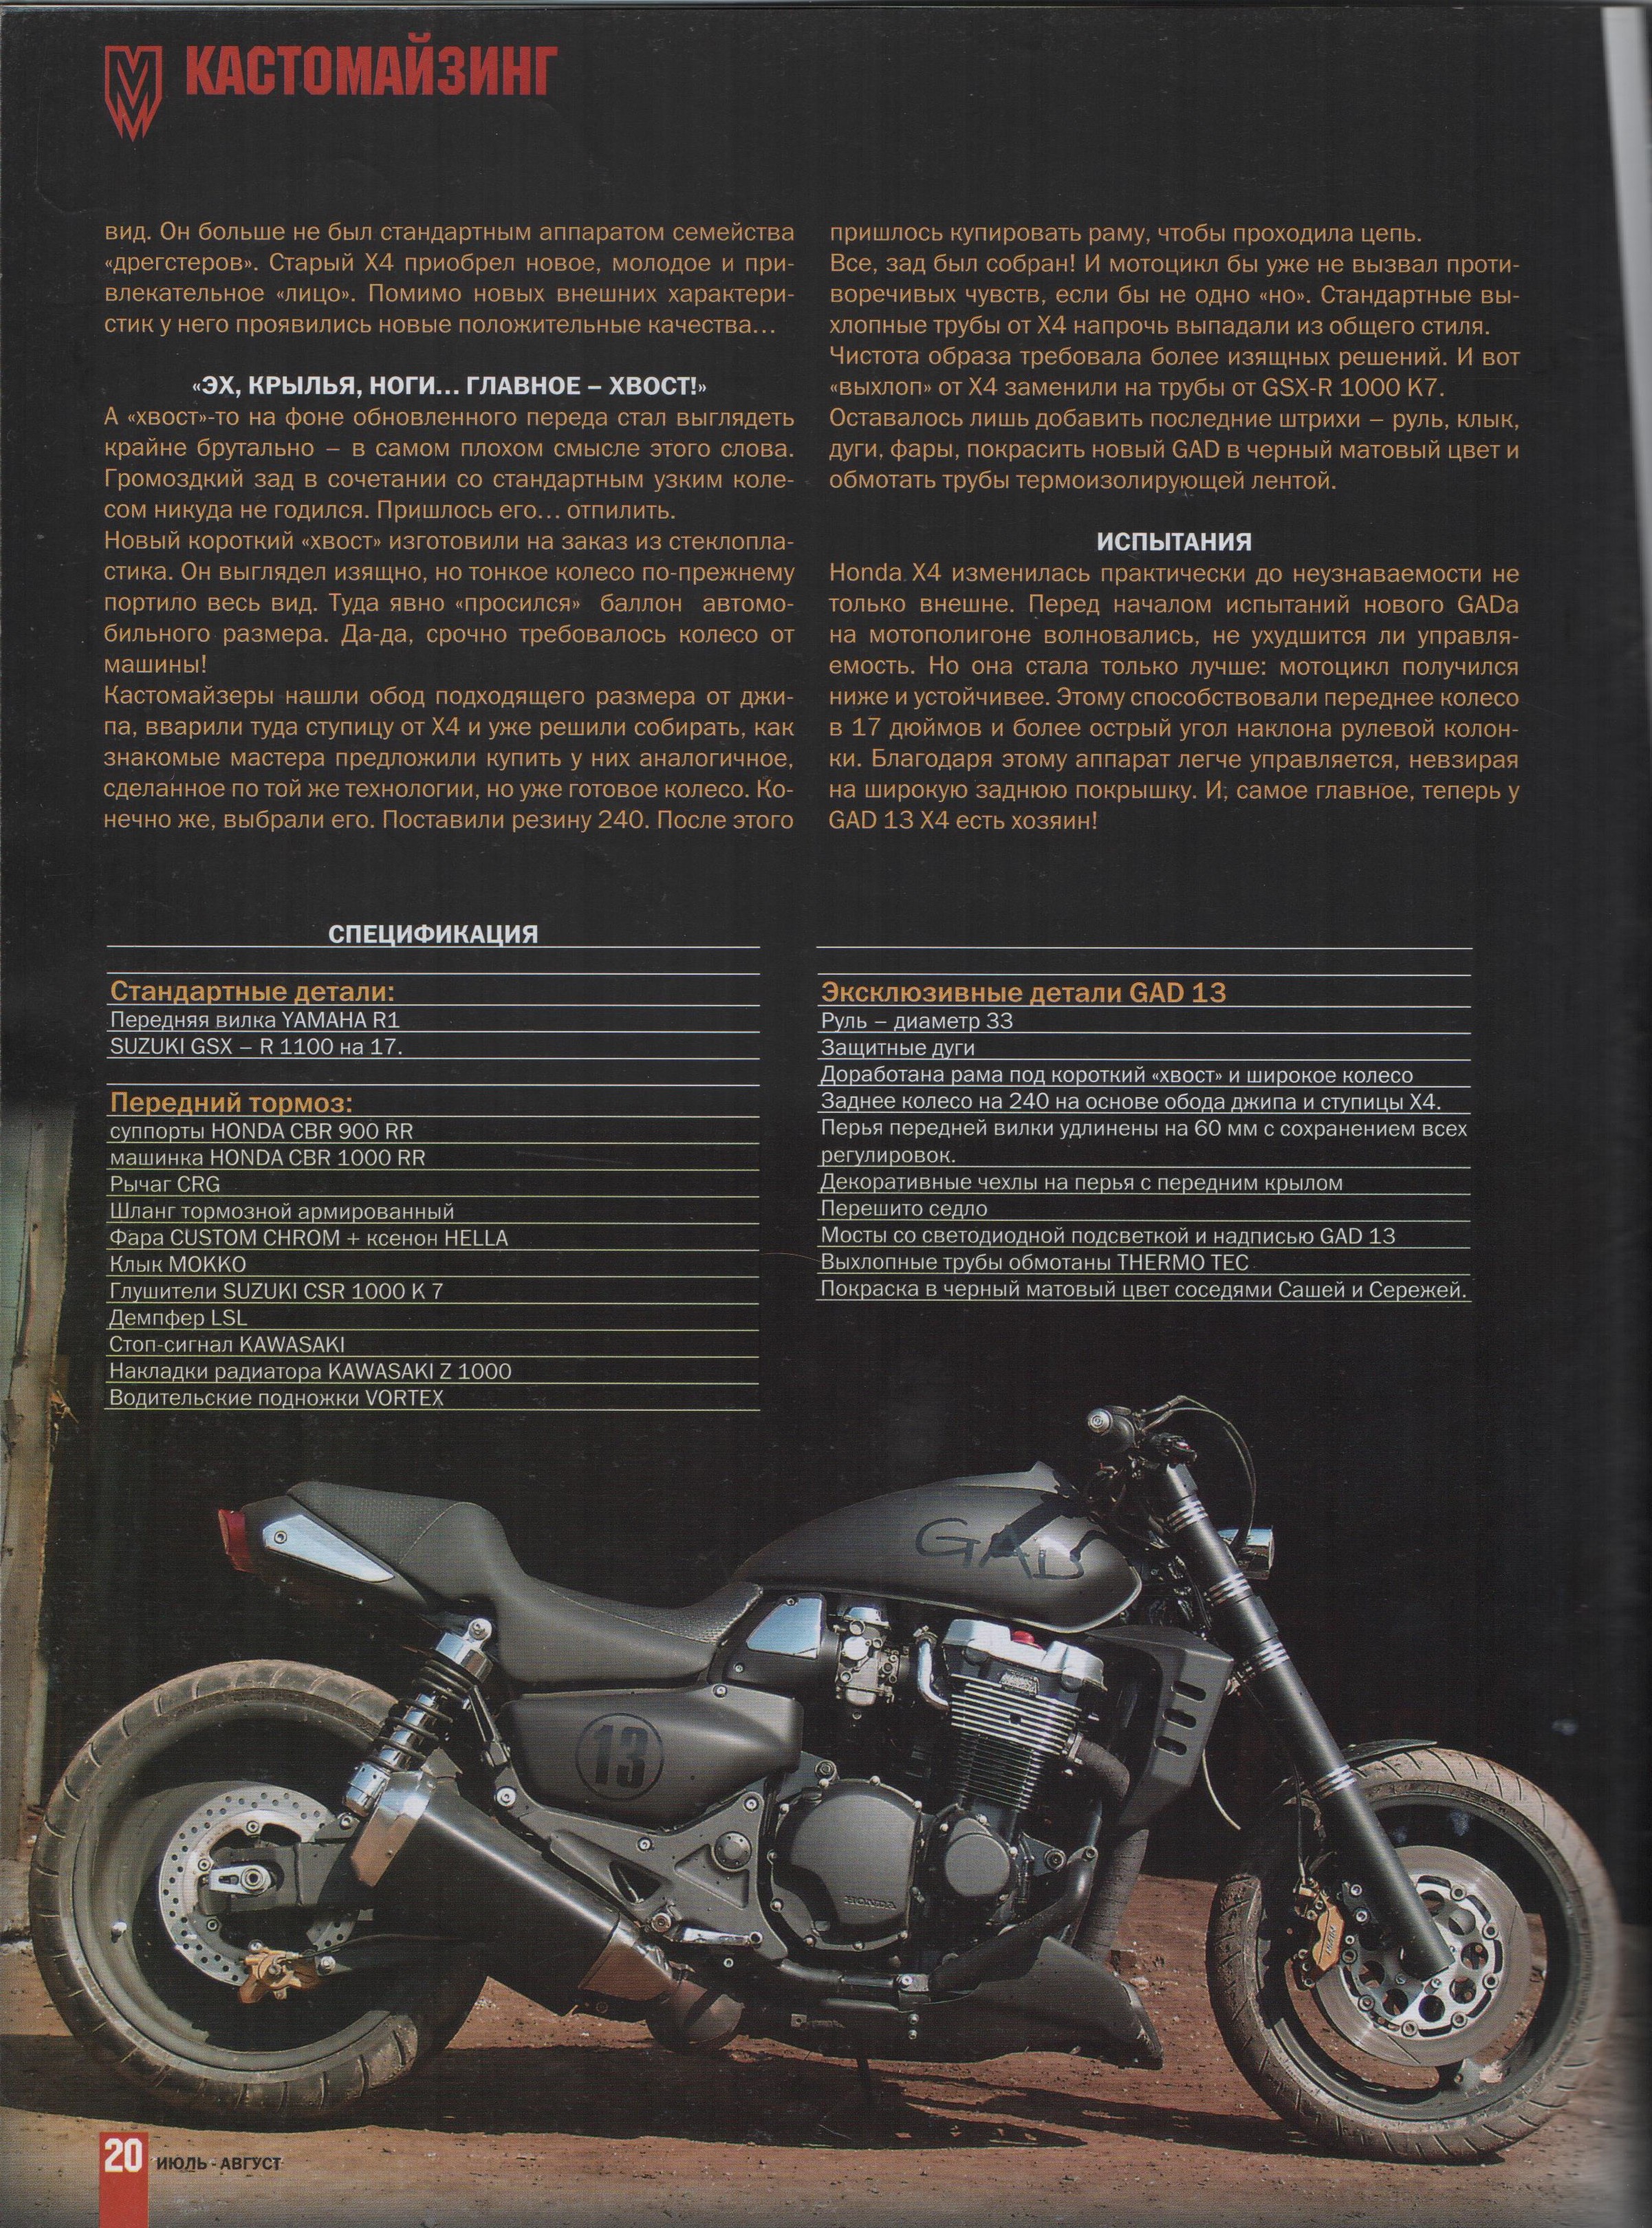 КАСТОМАЙЗИНГ
вид. Он больше не был стандартным аппаратом семейства
«дрегстеров». Старый X4 приобрел новое, молодое и при-
влекательное «лицо». Помимо новых внешних характери-
стик у него проявились новые положительные качества...
«ЭХ, КРЫЛЬЯ, НОГИ... ГЛАВНОЕ – ХВОСТ!»
А «хвост»-то на фоне обновленного переда стал выглядеть
крайне брутально – в самом плохом смысле этого слова.
Громоздкий зад в сочетании со стандартным узким коле-
сом никуда не годился. Пришлось его... отпилить.
Новый короткий «хвост» изготовили на заказ из стеклопла-
стика. Он выглядел изящно, но тонкое колесо по-прежнему
портило весь вид. Туда явно «просился» баллон автомо-
бильного размера. Да-да, срочно требовалось колесо от
машины!
Кастомайзеры нашли обод подходящего размера от джи-
па, вварили туда ступицу от X4 и уже решили собирать, как
знакомые мастера предложили купить у них аналогичное,
сделанное по той же технологии, но уже готовое колесо. Ко-
нечно же, выбрали его. Поставили резину 240. После этого
пришлось купировать раму, чтобы проходила цепь.
Все, зад был собран! И мотоцикл бы уже не вызвал проти-
воречивых чувств, если бы не одно «но». Стандартные вы-
хлопные трубы от X4 напрочь выпадали из общего стиля.
Чистота образа требовала более изящных решений. И вот
«выхлоп» от X4 заменили на трубы от GSX-R 1000 K7.
Оставалось лишь добавить последние штрихи – руль, клык,
дуги, фары, покрасить новый GAD в черный матовый цвет и
обмотать трубы термоизолирующей лентой.
ИСПЫТАНИЯ
Honda X4 изменилась практически до неузнаваемости не
только внешне. Перед началом испытаний нового GADа
на мотополигоне волновались, не ухудшится ли управля-
емость. Но она стала только лучше: мотоцикл получился
ниже и устойчивее. Этому способствовали переднее колесо
в 17 дюймов и более острый угол наклона рулевой колон-
ки. Благодаря этому аппарат легче управляется, невзирая
на широкую заднюю покрышку. И, самое главное, теперь у
GAD 13 X4 есть хозяин!
СПЕЦИФИКАЦИЯ
Стандартные детали:
Передняя вилка YAMAHA R1
SUZUKI GSX – R 1100 на 17.
Передний тормоз:
суппорты HONDA CBR 900 RR
машинка HONDA CBR 1000 RR
Рычаг CRG
Шланг тормозной армированный
Фара CUSTOM CHROM + ксенон HELLA
Клык MOKKO
Глушители SUZUKI CSR 1000 K 7
Демпфер LSL
Стоп-сигнал KAWASAKI
Накладки радиатора KAWASAKI Z 1000
Водительские подножки VORTEX
Эксклюзивные детали GAD 13
Руль – диаметр 33
Защитные дуги
Доработана рама под короткий «хвост» и широкое колесо
Заднее колесо на 240 на основе обода джипа и ступицы X4.
Перья передней вилки удлинены на 60 мм с сохранением всех
регулировок.
Декоративные чехлы на перья с передним крылом
Перешито седло
Мосты со светодиодной подсветкой и надписью GAD 13
Выхлопные трубы обмотаны THERMO TEC
Покраска в черный матовый цвет соседями Сашей и Сережей.
GAD
13
HONDA
20 ИЮЛЬ - АВГУСТ